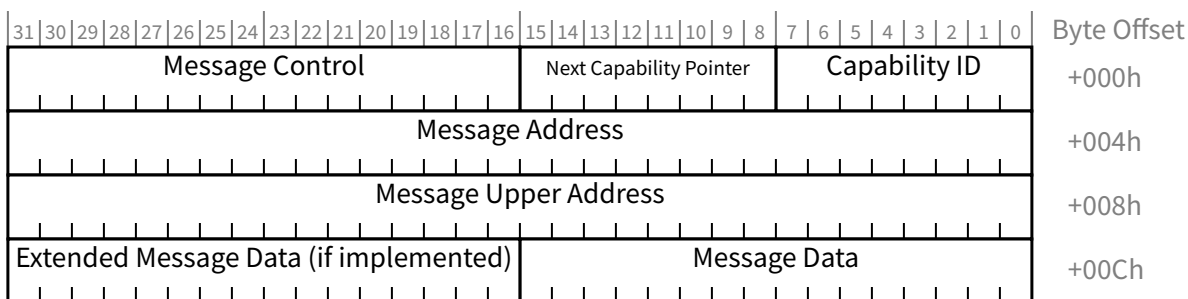 31 30 29 28 27 26 25 24 23 22 21 20 19 18 17 16 15 14 13 12 11 10 9 8 7 6 5 4 3 2 1 0 Byte Offset
Message Control Next Capability Pointer Capability ID +000h
Message Address +004h
Message Upper Address +008h
Extended Message Data (if implemented) Message Data +00Ch